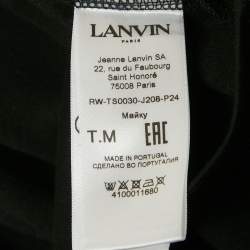 LANVIN
PARIS
Jeanne Lanvin SA
22, rue du Faubourg
Saint Honoré
75008 Paris
RW-TS0030-J208-P24
Майку
T.M EAC
MADE IN PORTUGAL
СДЕЛАНО ВО ПОРТУГАЛИЯ
4100011680